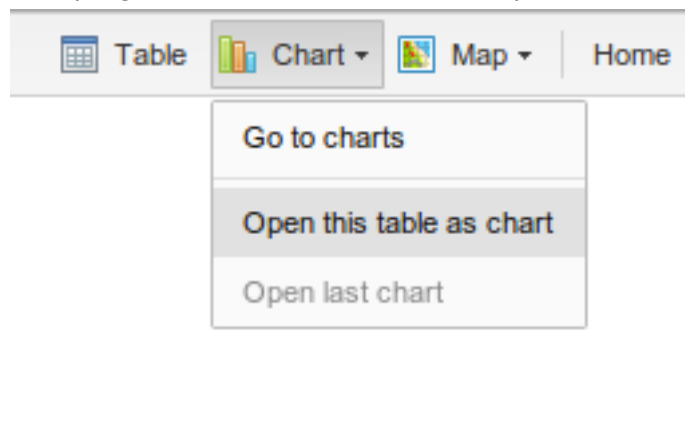 Table Chart Map Home
Go to charts
Open this table as chart
Open last chart